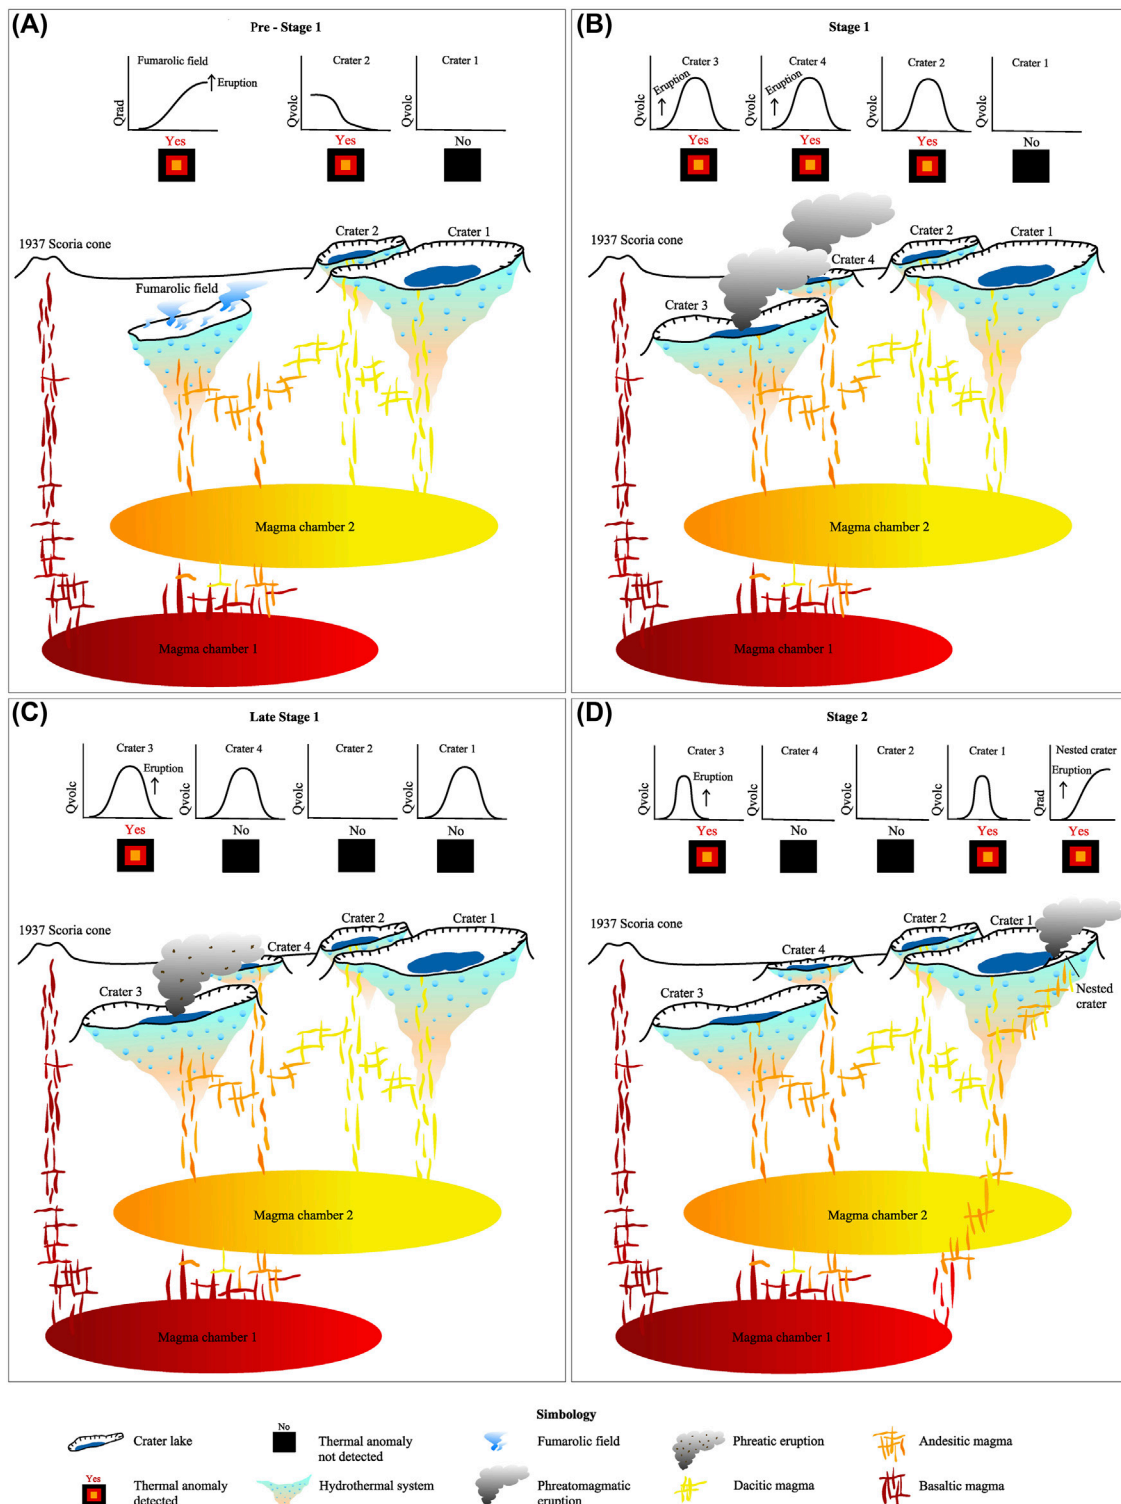 (A)
Pre - Stage 1
Fumarolic field
Crater 2
Crater 1
Qrad
Eruption
Qvolc
Qvolc
Yes
Yes
No
1937 Scoria cone
Crater 2
Crater 1
Fumarolic field
Magma chamber 2
Magma chamber 1
(B)
Stage 1
Crater 3
Crater 4
Crater 2
Crater 1
Qvolc
Eruption
Qvolc
Eruption
Qvolc
Qvolc
Yes
Yes
Yes
No
1937 Scoria cone
Crater 2
Crater 1
Crater 4
Crater 3
Magma chamber 2
Magma chamber 1
(C)
Late Stage 1
Crater 3
Crater 4
Crater 2
Crater 1
Qvolc
Eruption
Qvolc
Qvolc
Qvolc
Yes
No
No
No
1937 Scoria cone
Crater 2
Crater 1
Crater 4
Crater 3
Magma chamber 2
Magma chamber 1
(D)
Stage 2
Crater 3
Crater 4
Crater 2
Crater 1
Nested crater
Qvolc
Eruption
Qvolc
Qvolc
Qvolc
Qrad
Eruption
Yes
No
No
Yes
Yes
1937 Scoria cone
Crater 2
Crater 1
Crater 4
Crater 3
Nested
crater
Magma chamber 2
Magma chamber 1
Simbology
Crater lake
No
Thermal anomaly
not detected
Fumarolic field
Phreatic eruption
Andesitic magma
Yes
Thermal anomaly
detected
Hydrothermal system
Phreatomagmatic
eruption
Dacitic magma
Basaltic magma